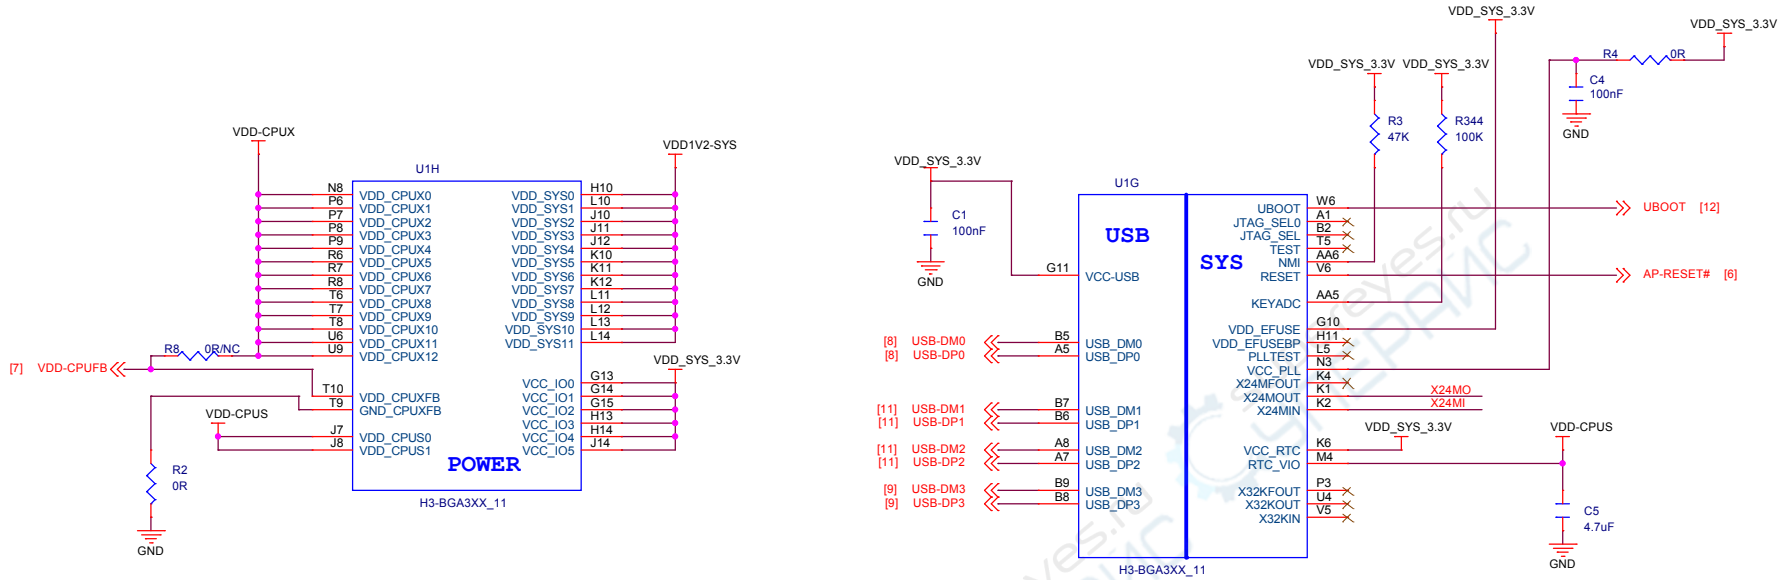 VDD-CPUX
VDD1V2-SYS
U1H
N8 VDD_CPUX0 VDD_SYS0 H10
P6 VDD_CPUX1 VDD_SYS1 L10
P7 VDD_CPUX2 VDD_SYS2 J10
P8 VDD_CPUX3 VDD_SYS3 J11
P9 VDD_CPUX4 VDD_SYS4 J12
R6 VDD_CPUX5 VDD_SYS5 K10
R7 VDD_CPUX6 VDD_SYS6 K11
R8 VDD_CPUX7 VDD_SYS7 K12
T6 VDD_CPUX8 VDD_SYS8 L11
T7 VDD_CPUX9 VDD_SYS9 L12
T8 VDD_CPUX10 VDD_SYS10 L13
U6 VDD_CPUX11 VDD_SYS11 L14
U9 VDD_CPUX12
R8 0R/NC
[7] VDD-CPUFB
VDD_SYS_3.3V
VCC_IO0 G13
T10 VDD_CPUXFB VCC_IO1 G14
T9 GND_CPUXFB VCC_IO2 G15
VCC_IO3 H13
VDD-CPUS
J7 VDD_CPUS0 VCC_IO4 H14
J8 VDD_CPUS1 VCC_IO5 J14
POWER
R2
0R
GND
H3-BGA3XX_11
VDD_SYS_3.3V
VDD_SYS_3.3V
R4 0R
C4
100nF
GND
VDD_SYS_3.3V VDD_SYS_3.3V
R3
47K
R344
100K
VDD_SYS_3.3V
C1
100nF
GND
U1G
USB
SYS
G11 VCC-USB
[8] USB-DM0 B5 USB_DM0
[8] USB-DP0 A5 USB_DP0
[11] USB-DM1 B7 USB_DM1
[11] USB-DP1 B6 USB_DP1
[11] USB-DM2 A8 USB_DM2
[11] USB-DP2 A7 USB_DP2
[9] USB-DM3 B9 USB_DM3
[9] USB-DP3 B8 USB_DP3
UBOOT W6 UBOOT [12]
JTAG_SEL0 A1
JTAG_SEL B2
TEST T5
NMI AA6
RESET V6 AP-RESET# [6]
KEYADC AA5
VDD_EFUSE G10
VDD_EFUSEBP H11
PLLTEST L5
VCC_PLL N3
X24MFOUT K4
X24MOUT K1 X24MO
X24MIN K2 X24MI
VDD_SYS_3.3V
VDD-CPUS
VCC_RTC K6
RTC_VIO M4
X32KFOUT P3
X32KOUT U4
X32KIN V5
C5
4.7uF
GND
H3-BGA3XX_11